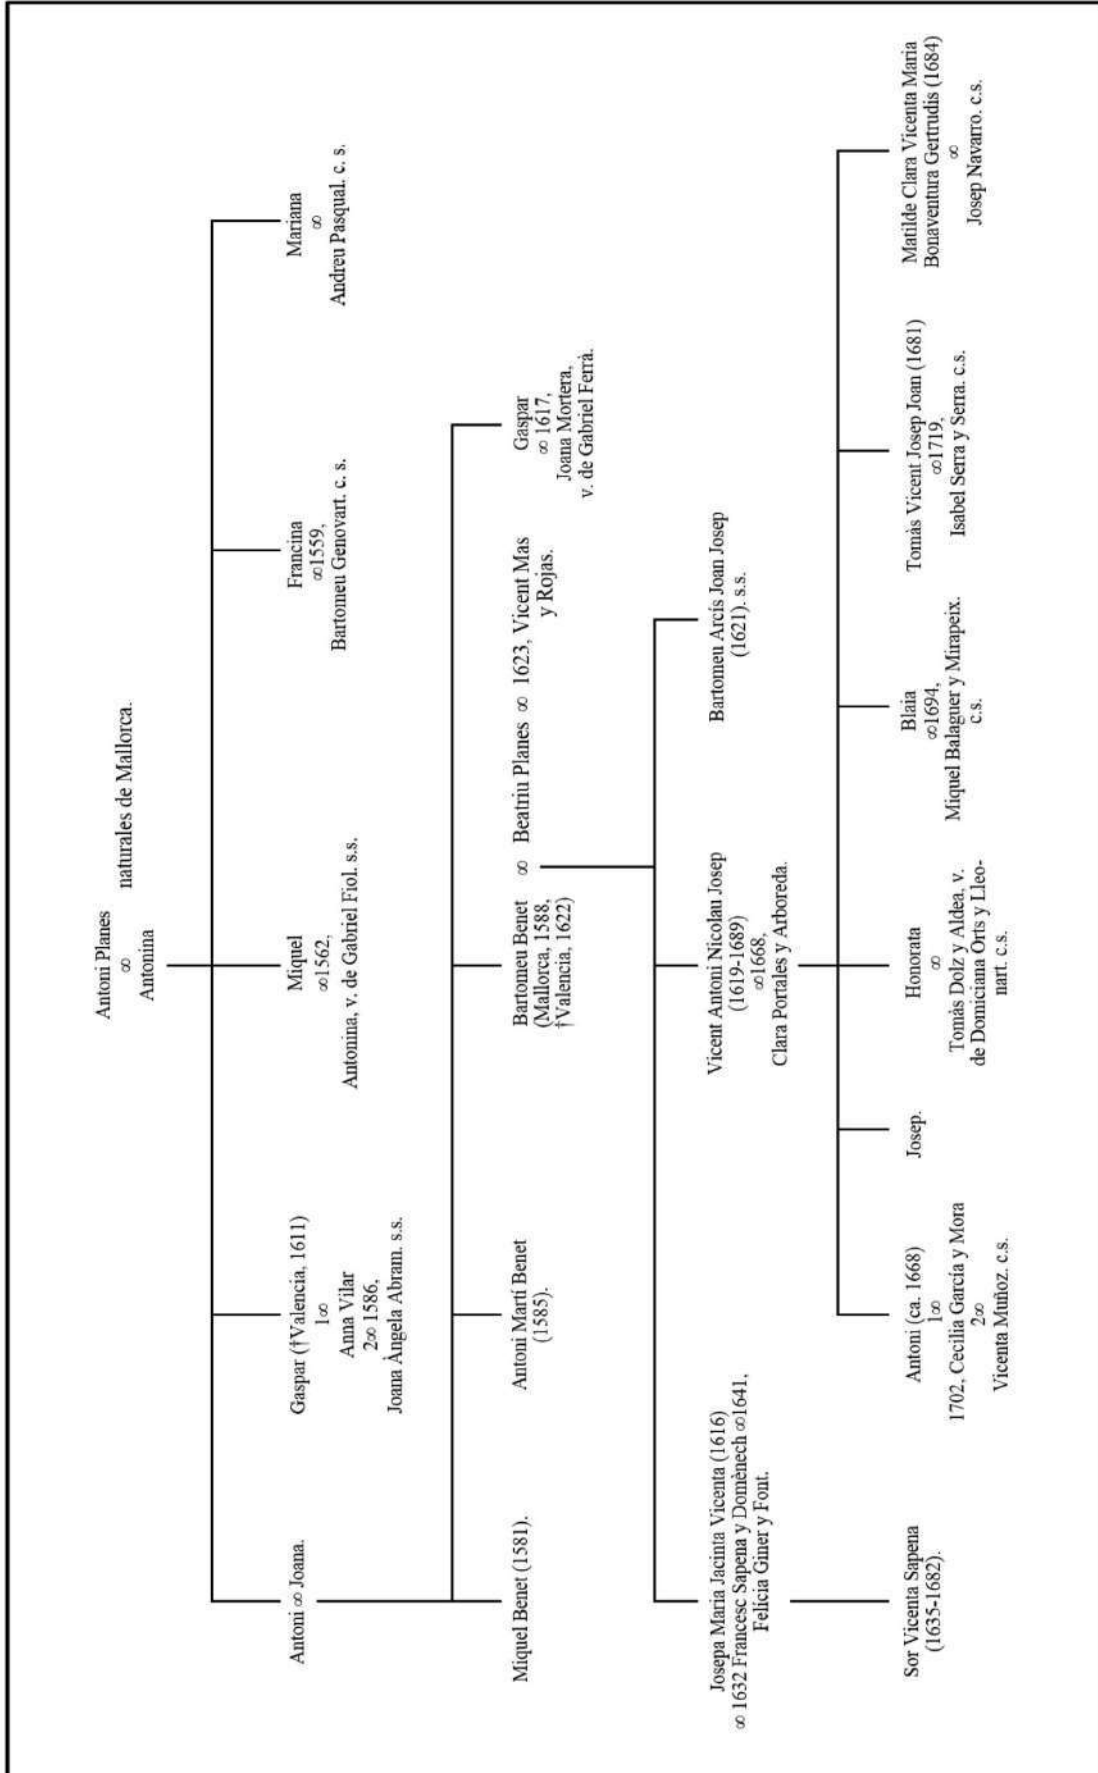 Antoni Planes
∞
Antonina
naturales de Mallorca.
Antoni ∞ Joana.
Gaspar (†Valencia, 1611)
1∞
Anna Vilar
2∞ 1586,
Joana Àngela Abram. s.s.
Miquel
∞1562,
Antonina, v. de Gabriel Fiol. s.s.
Francina
∞1559,
Bartomeu Genovart. c. s.
Mariana
∞
Andreu Pasqual. c. s.
Miquel Benet (1581).
Antoni Martí Benet
(1585).
Bartomeu Benet
(Mallorca, 1588,
†Valencia, 1622)
∞ Beatriu Planes ∞ 1623, Vicent Mas
y Rojas.
Gaspar
∞ 1617,
Joana Mortera,
v. de Gabriel Ferrà.
Josepa Maria Jacinta Vicenta (1616)
∞ 1632 Francesc Sapena y Domènech ∞1641,
Felícia Giner y Font.
Vicent Antoni Nicolau Josep
(1619-1689)
∞1668,
Clara Portales y Arboreda.
Bartomeu Arcís Joan Josep
(1621). s.s.
Sor Vicenta Sapena
(1635-1682).
Antoni (ca. 1668)
1∞
1702, Cecilia García y Mora
2∞
Vicenta Muñoz. c.s.
Josep.
Honorata
∞
Tomàs Dolz y Aldea, v.
de Domiciana Orts y Lleo-
nart. c.s.
Blaia
∞1694,
Miquel Balaguer y Mirapeix.
c.s.
Tomàs Vicent Josep Joan (1681)
∞1719,
Isabel Serra y Serra. c.s.
Matilde Clara Vicenta Maria
Bonaventura Gertrudis (1684)
∞
Josep Navarro. c.s.